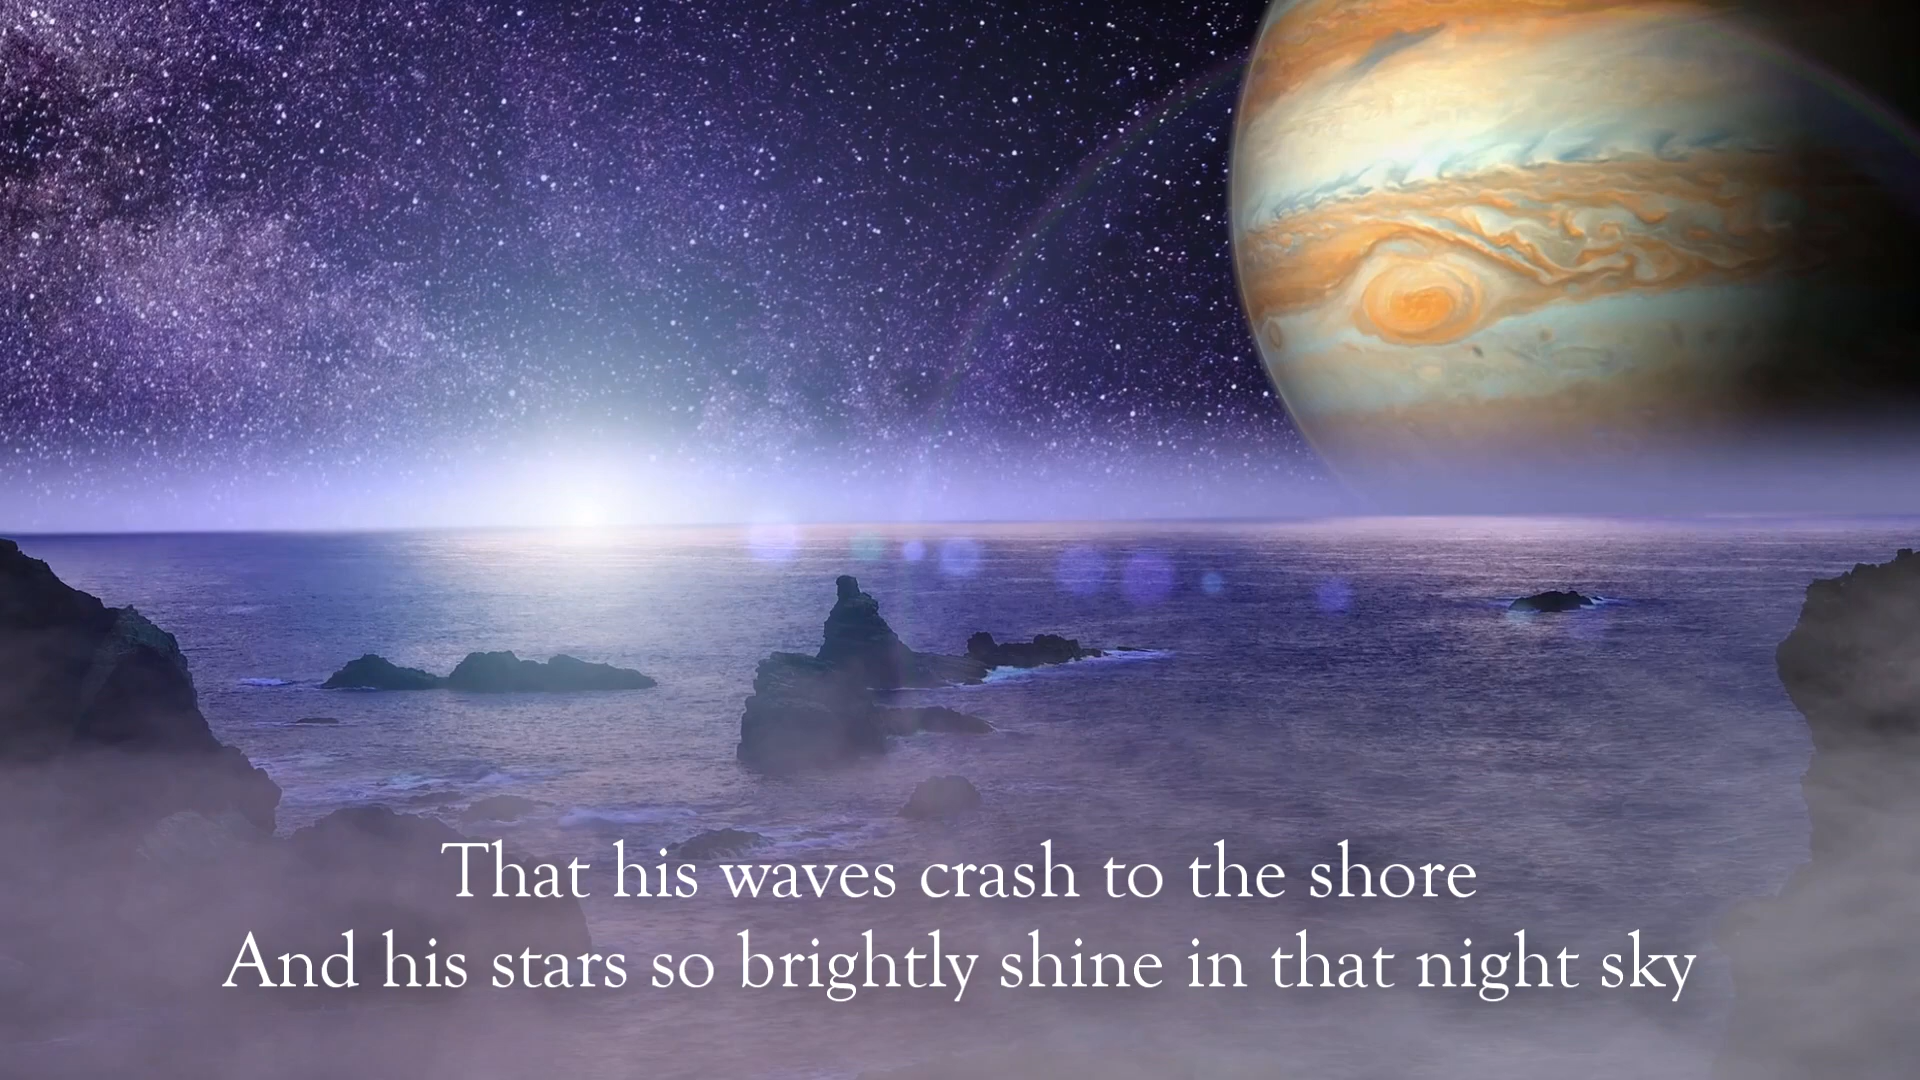 That his waves crash to the shore
And his stars so brightly shine in that night sky